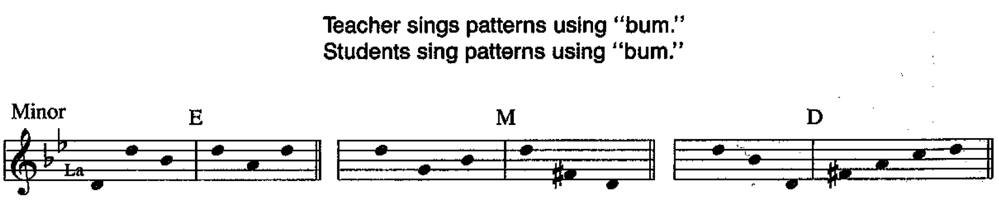 Teacher sings patterns using “bum.”
Students sing patterns using “bum.”
Minor E M D
La